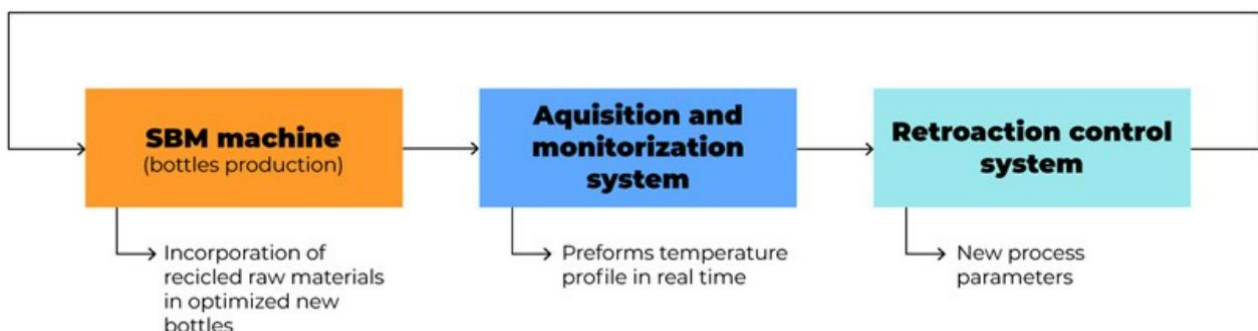 SBM machine
(bottles production)
Incorporation of
recicled raw materials
in optimized new
bottles
Aquisition and
monitorization
system
Preforms temperature
profile in real time
Retroaction control
system
New process
parameters